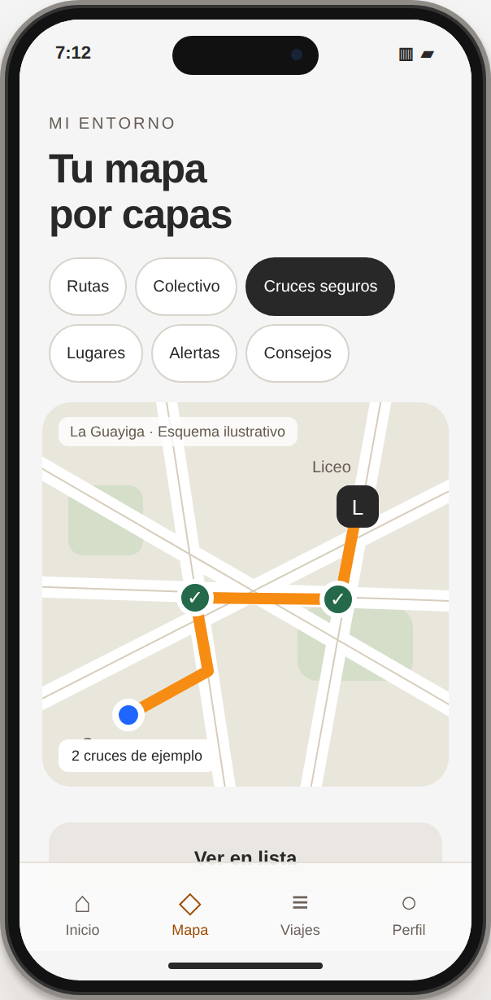 7:12
MI ENTORNO
Tu mapa
por capas
Rutas Colectivo Cruces seguros
Lugares Alertas Consejos
La Guayiga · Esquema ilustrativo
Liceo
L
2 cruces de ejemplo
Ver en lista
Inicio Mapa Viajes Perfil